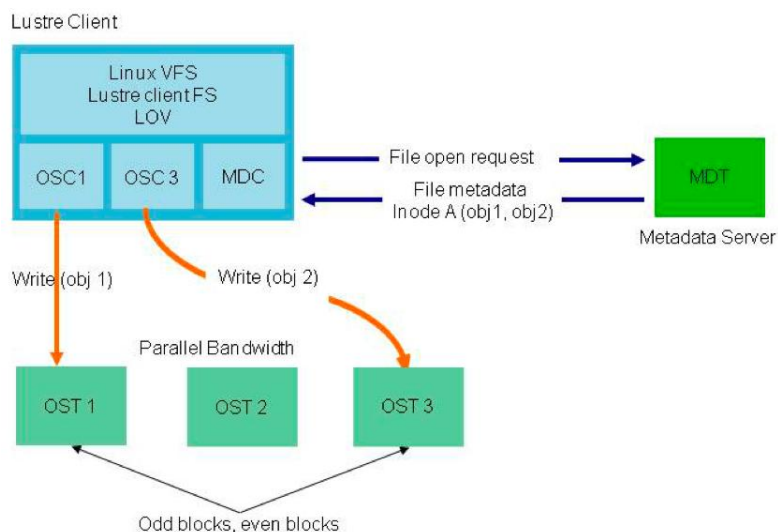 Lustre Client
Linux VFS
Lustre client FS
LOV
OSC1
OSC 3
MDC
File open request
File metadata
Inode A (obj1, obj2)
MDT
Metadata Server
Write (obj 1)
Write (obj 2)
Parallel Bandwidth
OST 1
OST 2
OST 3
Odd blocks, even blocks